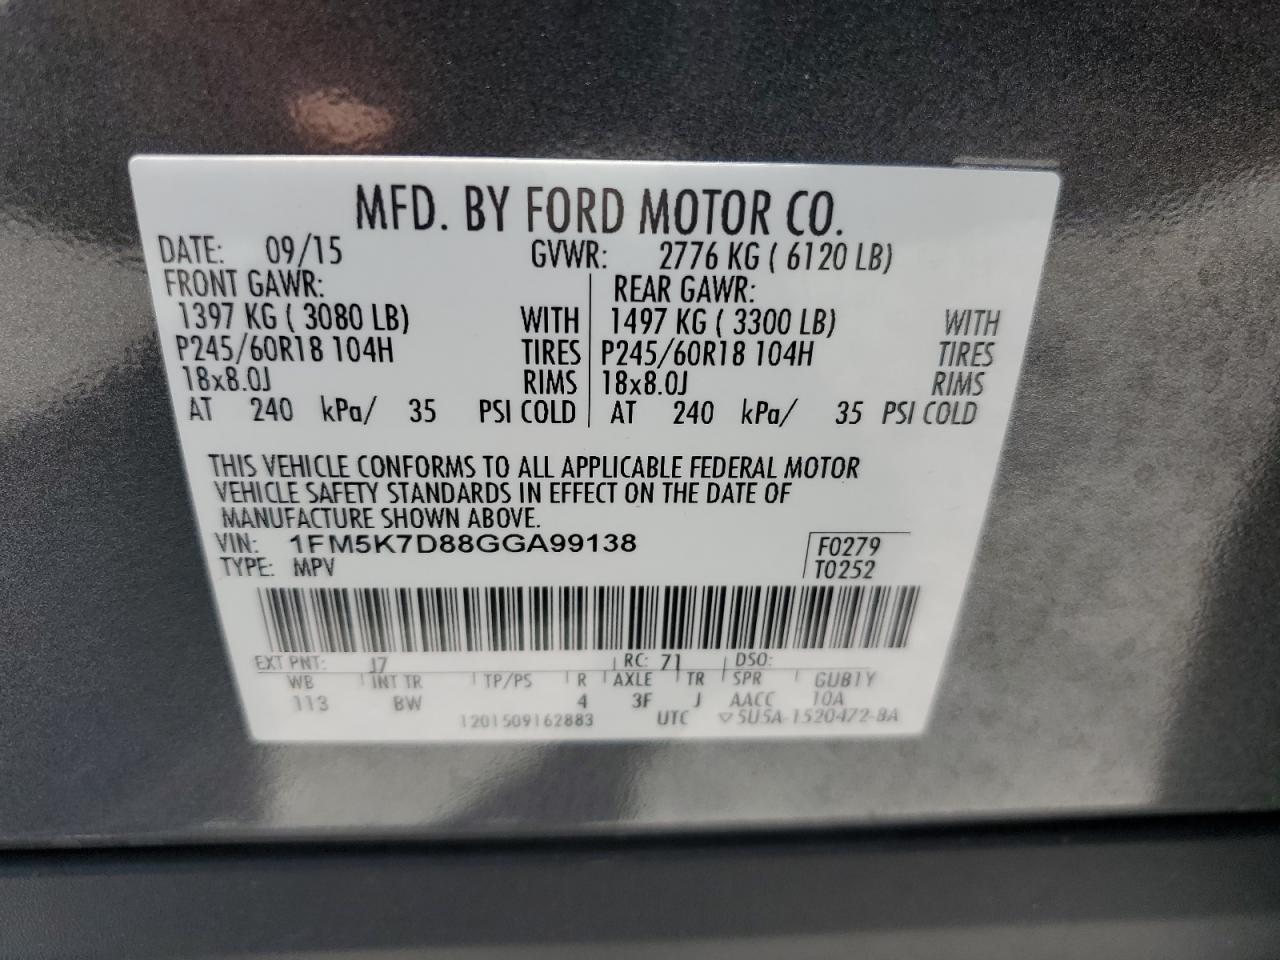 MFD. BY FORD MOTOR CO.
DATE: 09/15 GVWR: 2776 KG ( 6120 LB)
FRONT GAWR: REAR GAWR:
1397 KG ( 3080 LB) WITH 1497 KG ( 3300 LB) WITH
P245/60R18 104H TIRES P245/60R18 104H TIRES
18x8.0J RIMS 18x8.0J RIMS
AT 240 kPa/ 35 PSI COLD AT 240 kPa/ 35 PSI COLD
THIS VEHICLE CONFORMS TO ALL APPLICABLE FEDERAL MOTOR
VEHICLE SAFETY STANDARDS IN EFFECT ON THE DATE OF
MANUFACTURE SHOWN ABOVE.
VIN: 1FM5K7D88GGA99138 F0279
TYPE: MPV T0252
EXT PNT: J7 RC: 71 DSO:
WB INT TR TP/PS R AXLE TR SPR GUB1Y
113 BW 4 3F J AACC 10A
1201509162883 UTC ▽5U5A-1520472-BA